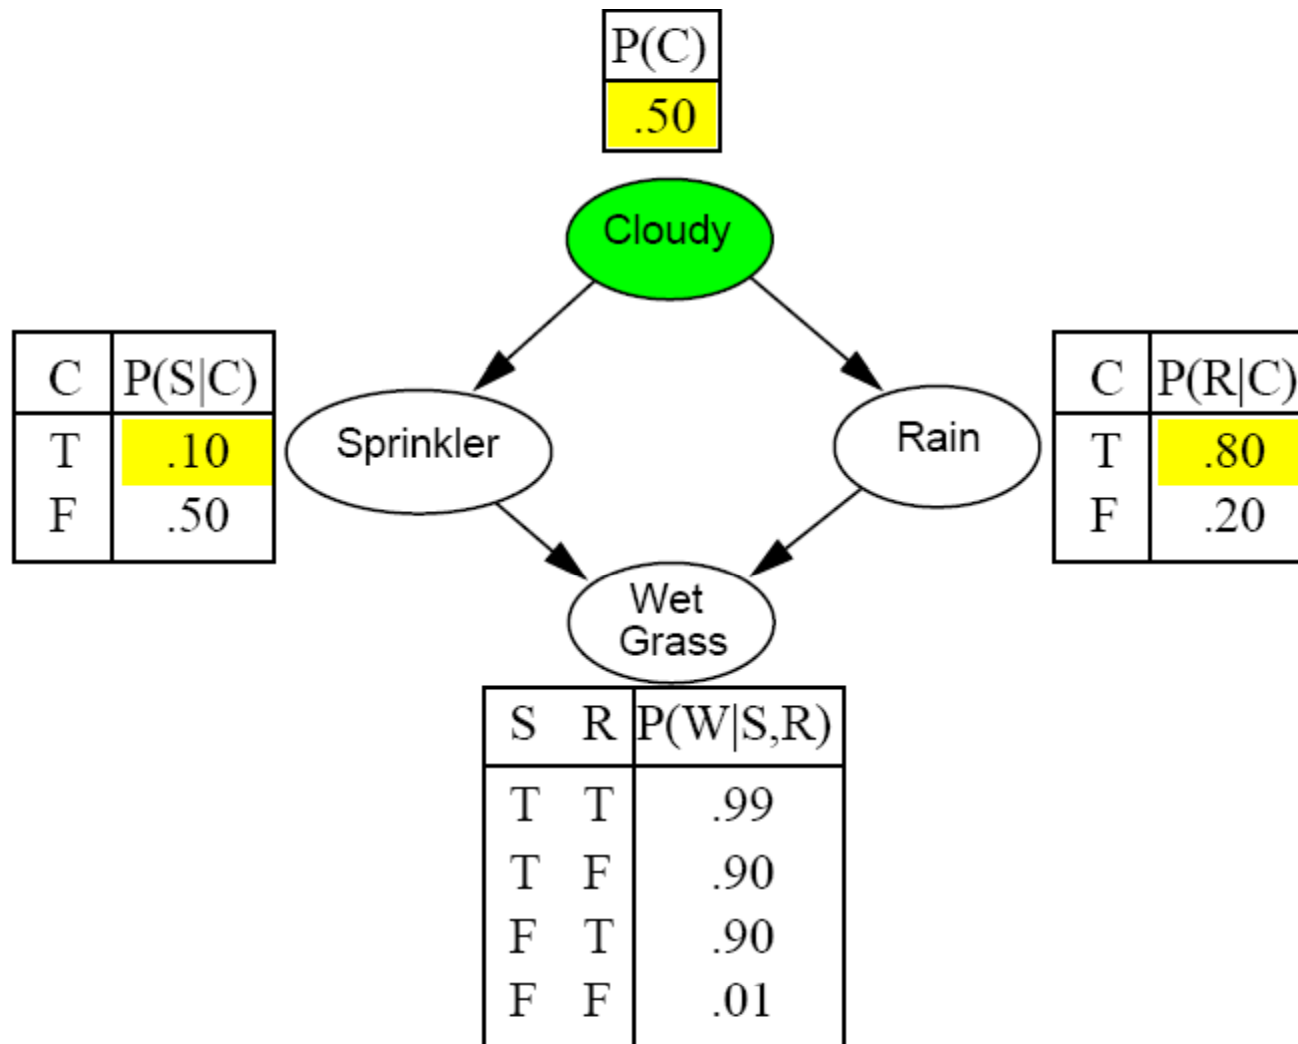 P(C)
.50
Cloudy
C P(S|C)
T .10
F .50
Sprinkler
Rain
C P(R|C)
T .80
F .20
Wet
Grass
S R P(W|S,R)
T T .99
T F .90
F T .90
F F .01